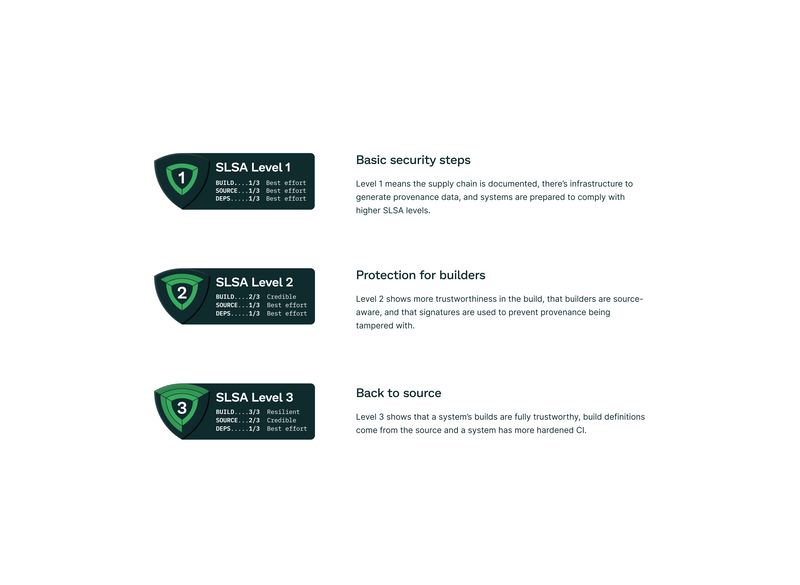 1
SLSA Level 1
BUILD....1/3 Best effort
SOURCE...1/3 Best effort
DEPS.....1/3 Best effort
Basic security steps
Level 1 means the supply chain is documented, there’s infrastructure to
generate provenance data, and systems are prepared to comply with
higher SLSA levels.
2
SLSA Level 2
BUILD....2/3 Credible
SOURCE...1/3 Best effort
DEPS.....1/3 Best effort
Protection for builders
Level 2 shows more trustworthiness in the build, that builders are source-
aware, and that signatures are used to prevent provenance being
tampered with.
3
SLSA Level 3
BUILD....3/3 Resilient
SOURCE...2/3 Credible
DEPS.....1/3 Best effort
Back to source
Level 3 shows that a system’s builds are fully trustworthy, build definitions
come from the source and a system has more hardened CI.